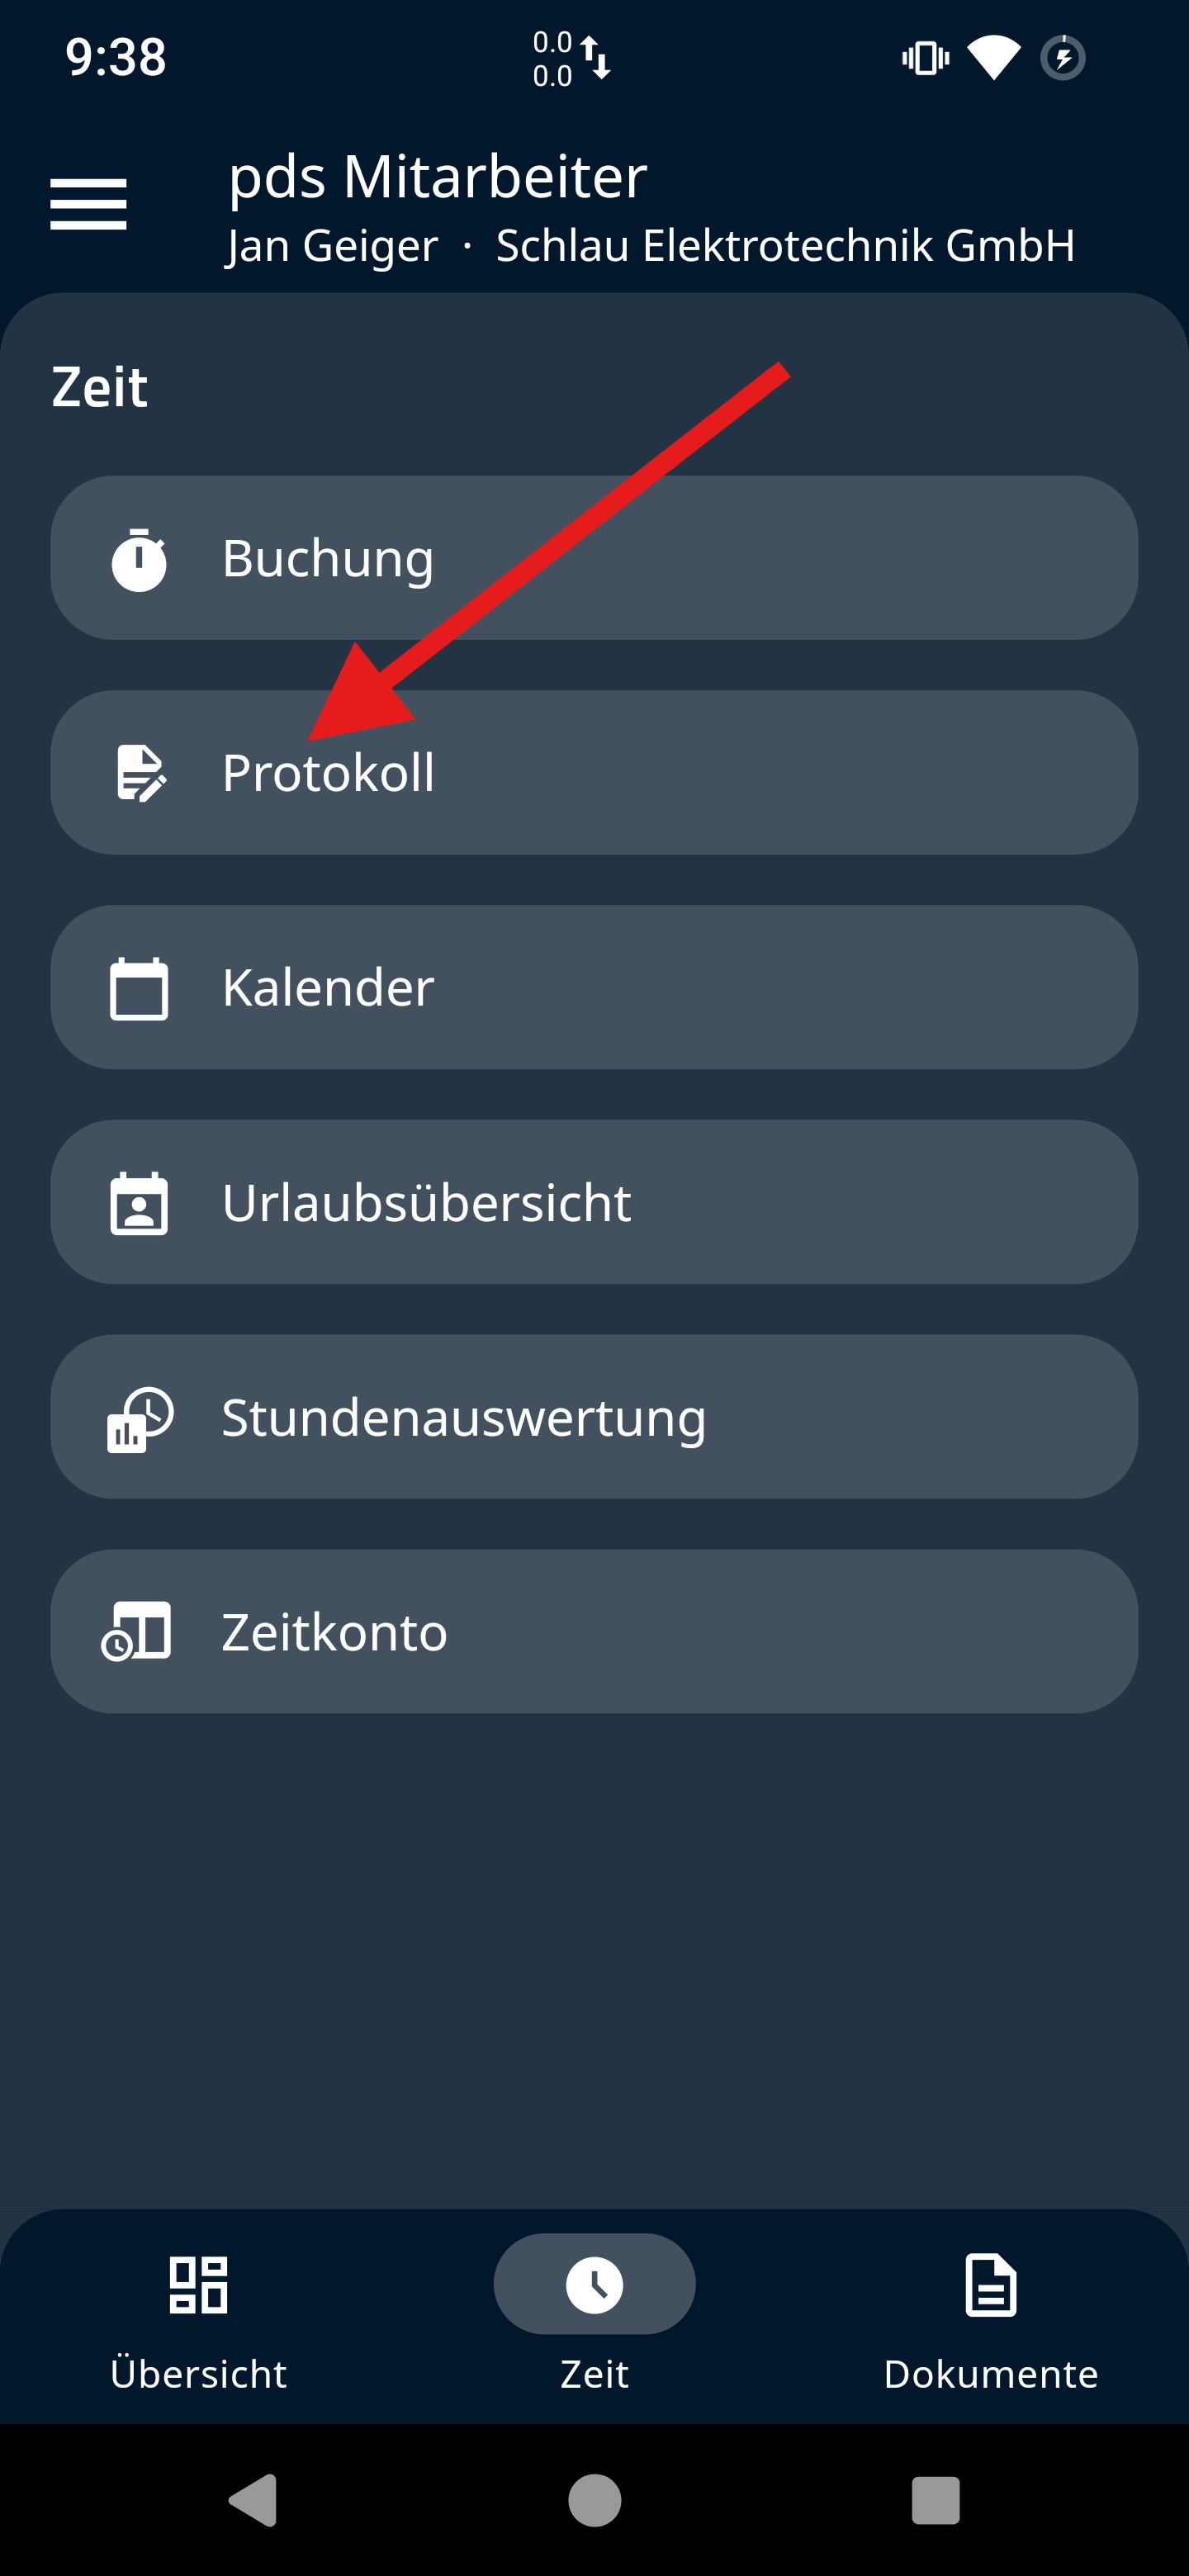 9:38
0.0
0.0
pds Mitarbeiter
Jan Geiger · Schlau Elektrotechnik GmbH
Zeit
Buchung
Protokoll
Kalender
Urlaubsübersicht
Stundenauswertung
Zeitkonto
Übersicht Zeit Dokumente